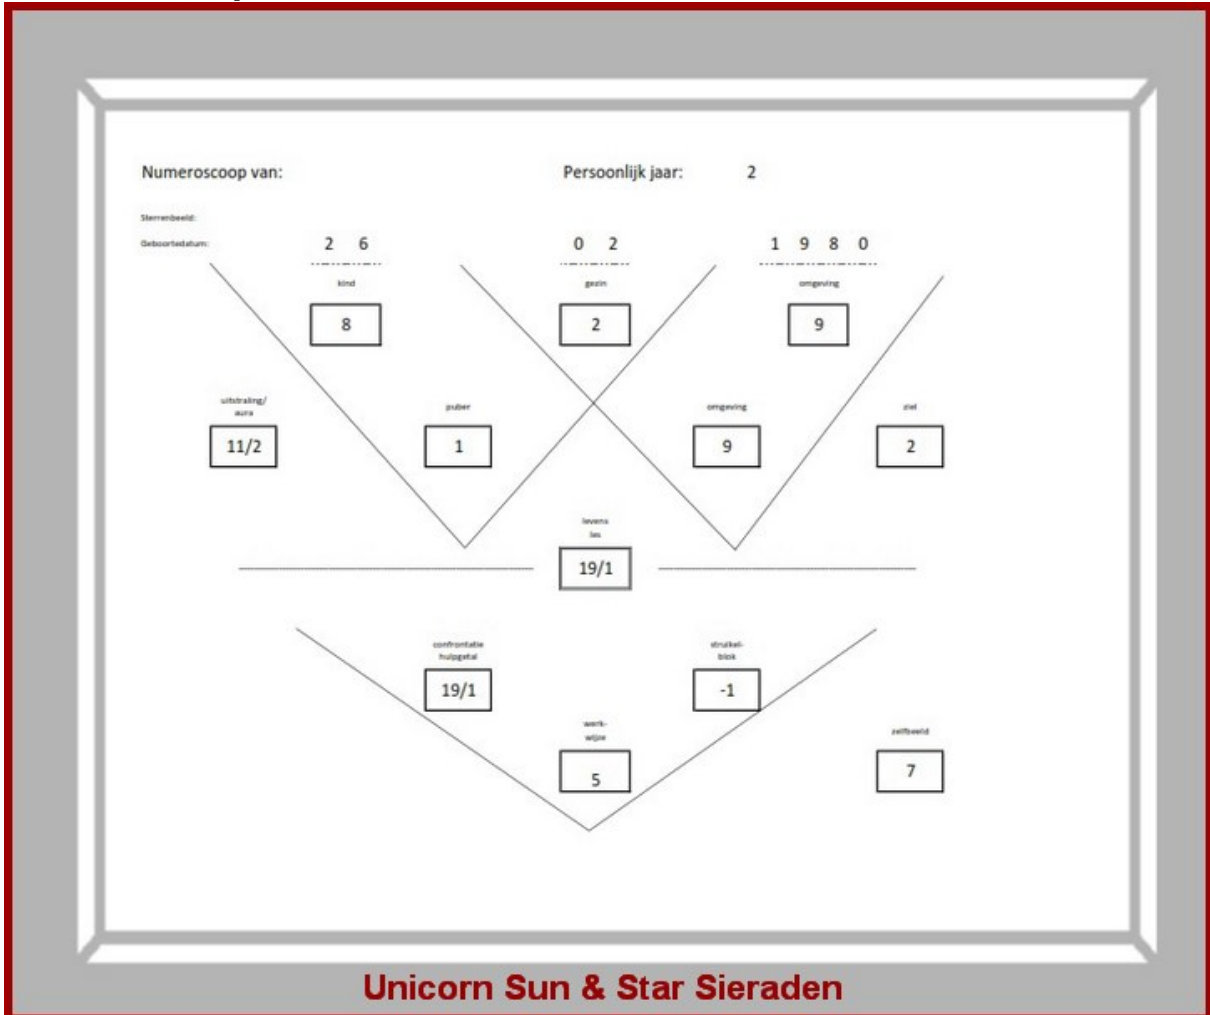 Numeroscoop van: Persoonlijk jaar: 2
Sterrenbeeld:
Geboortedatum: 2 6 0 2 1 9 8 0
kind gezin omgeving
8 2 9
uitstraling/
aura puber omgeving ziel
11/2 1 9 2
levens
les
19/1
confrontatie struikel-
hulpgetal blok
19/1 -1
werk-
wijze zelfbeeld
5 7
Unicorn Sun & Star Sieraden